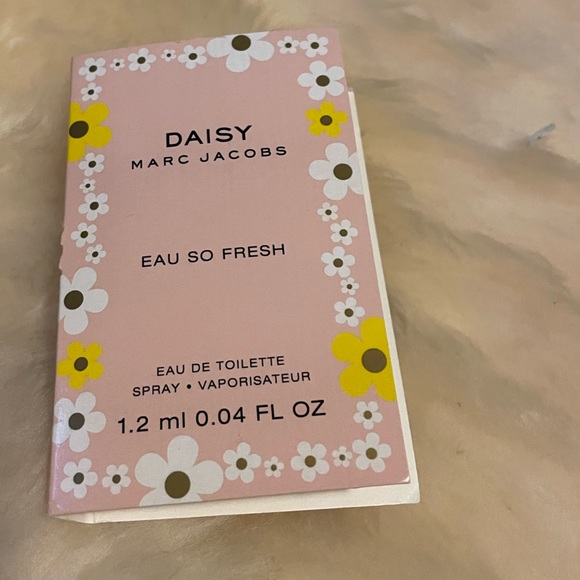 DAISY
MARC JACOBS
EAU SO FRESH
EAU DE TOILETTE
SPRAY • VAPORISATEUR
1.2 ml 0.04 FL OZ